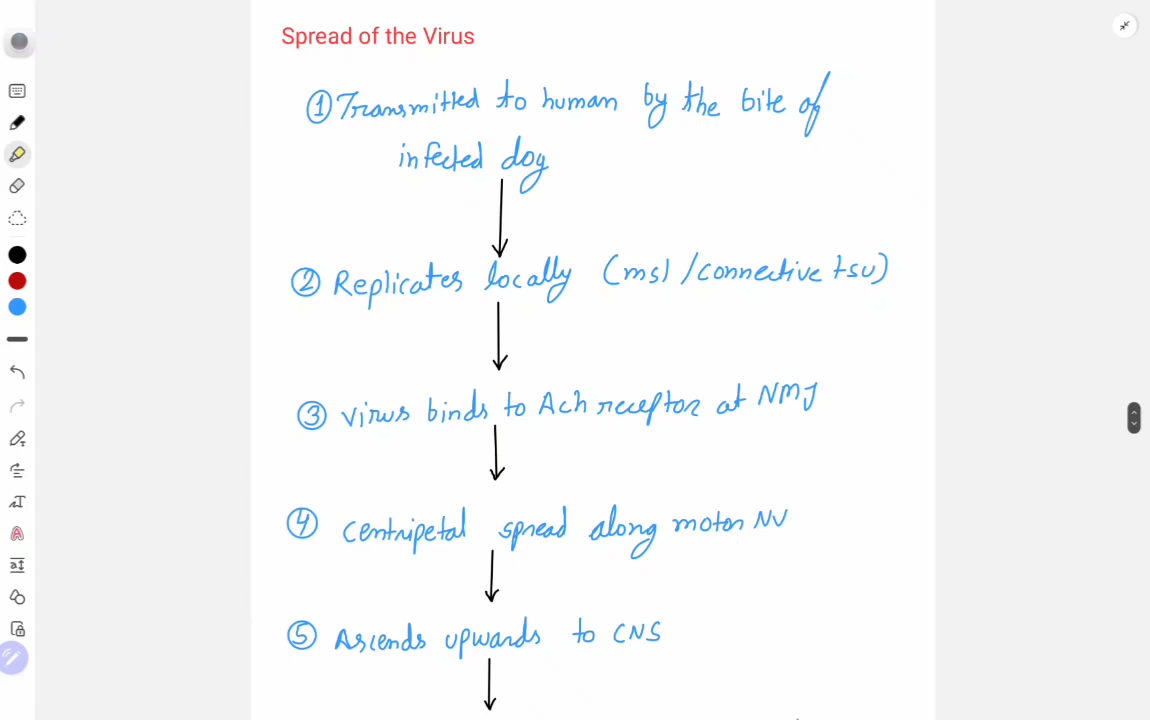 Spread of the Virus
① Transmitted to human by the bite of
infected dog
② Replicates locally (msl/connective tsu)
③ virus binds to Ach receptor at NMJ
④ Centripetal spread along motor NV
⑤ Ascends upwards to CNS